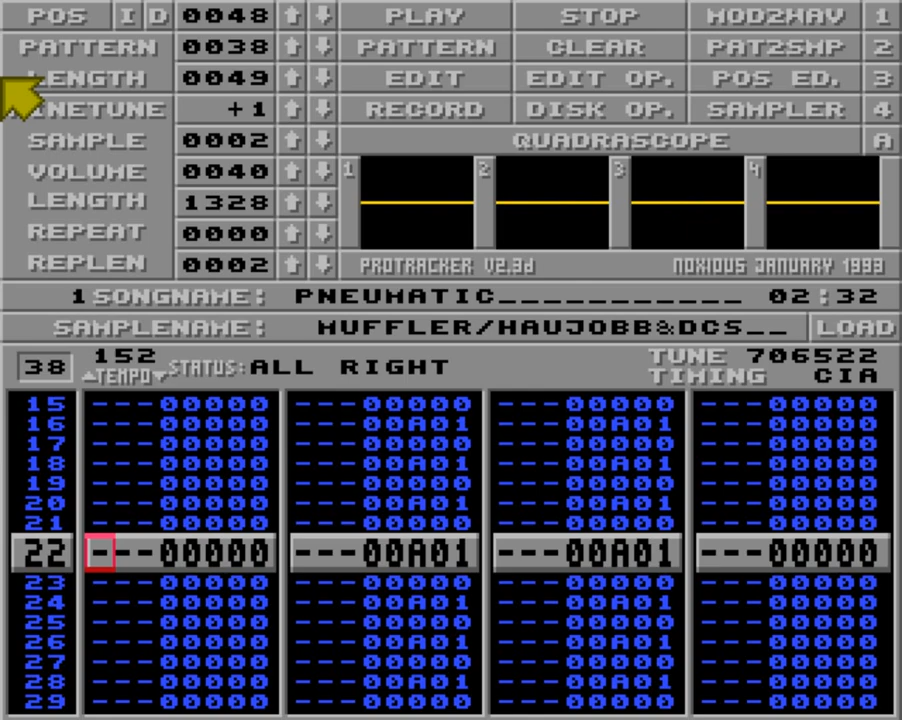 POS I D 0048 PLAY STOP MOD2WAV 1
PATTERN 0038 PATTERN CLEAR PAT2SMP 2
LENGTH 0049 EDIT EDIT OP. POS ED. 3
FINETUNE +1 RECORD DISK OP. SAMPLER 4
SAMPLE 0002 QUADRASCOPE A
VOLUME 0040 1 2 3 4
LENGTH 1328
REPEAT 0000
REPLEN 0002 PROTRACKER V2.3d NOXIOUS JANUARY 1993
1 SONGNAME: PNEUMATIC___________ 02:32
SAMPLENAME: MUFFLER/HAUJOBB&DCS__ LOAD
38 152 TEMPO STATUS: ALL RIGHT TUNE 706522
TIMING CIA
15 ---00000 ---00000 ---00000 ---00000
16 ---00000 ---00A01 ---00A01 ---00000
17 ---00000 ---00000 ---00000 ---00000
18 ---00000 ---00A01 ---00A01 ---00000
19 ---00000 ---00000 ---00000 ---00000
20 ---00000 ---00A01 ---00A01 ---00000
21 ---00000 ---00000 ---00000 ---00000
22 ---00000 ---00A01 ---00A01 ---00000
23 ---00000 ---00000 ---00000 ---00000
24 ---00000 ---00A01 ---00A01 ---00000
25 ---00000 ---00000 ---00000 ---00000
26 ---00000 ---00A01 ---00A01 ---00000
27 ---00000 ---00000 ---00000 ---00000
28 ---00000 ---00A01 ---00A01 ---00000
29 ---00000 ---00000 ---00000 ---00000